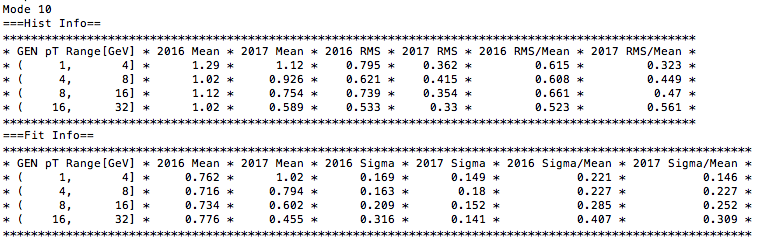 Mode 10
===Hist Info==
*****************************************************************************************************
* GEN pT Range[GeV] * 2016 Mean * 2017 Mean * 2016 RMS * 2017 RMS * 2016 RMS/Mean * 2017 RMS/Mean *
* (     1,     4] *      1.29 *      1.12 *    0.795 *    0.362 *         0.615 *         0.323 *
* (     4,     8] *      1.02 *     0.926 *    0.621 *    0.415 *         0.608 *         0.449 *
* (     8,    16] *      1.12 *     0.754 *    0.739 *    0.354 *         0.661 *          0.47 *
* (    16,    32] *      1.02 *     0.589 *    0.533 *     0.33 *         0.523 *         0.561 *
*****************************************************************************************************
===Fit Info==
*************************************************************************************************************
* GEN pT Range[GeV] * 2016 Mean * 2017 Mean * 2016 Sigma * 2017 Sigma * 2016 Sigma/Mean * 2017 Sigma/Mean *
* (     1,     4] *     0.762 *      1.02 *      0.169 *      0.149 *           0.221 *           0.146 *
* (     4,     8] *     0.716 *     0.794 *      0.163 *       0.18 *           0.227 *           0.227 *
* (     8,    16] *     0.734 *     0.602 *      0.209 *      0.152 *           0.285 *           0.252 *
* (    16,    32] *     0.776 *     0.455 *      0.316 *      0.141 *           0.407 *           0.309 *
*************************************************************************************************************